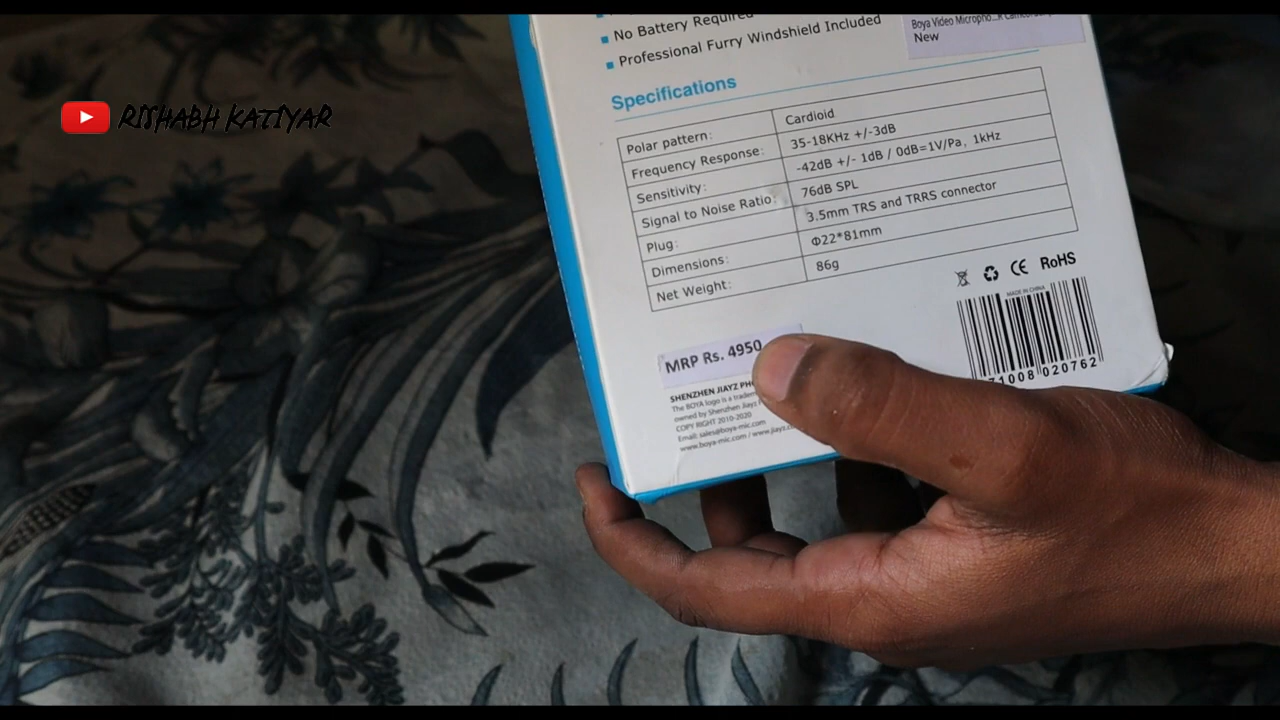 No Battery Required
Professional Furry Windshield Included
Boya Video Micropho...R Camcorder
New
RISHABH KATIYAR
Specifications
Polar pattern: Cardioid
Frequency Response: 35-18KHz +/-3dB
Sensitivity: -42dB +/- 1dB / 0dB=1V/Pa, 1kHz
Signal to Noise Ratio: 76dB SPL
Plug: 3.5mm TRS and TRRS connector
Dimensions: Φ22*81mm
Net Weight: 86g
CE RoHS
MADE IN CHINA
71008 020762
MRP Rs. 4950
SHENZHEN JIAYZ
The BOYA logo is a
owned by Shenzhen Jiayz
COPY RIGHT 2010-2020
Email: sales@boya-mic.com
www.boya-mic.com /